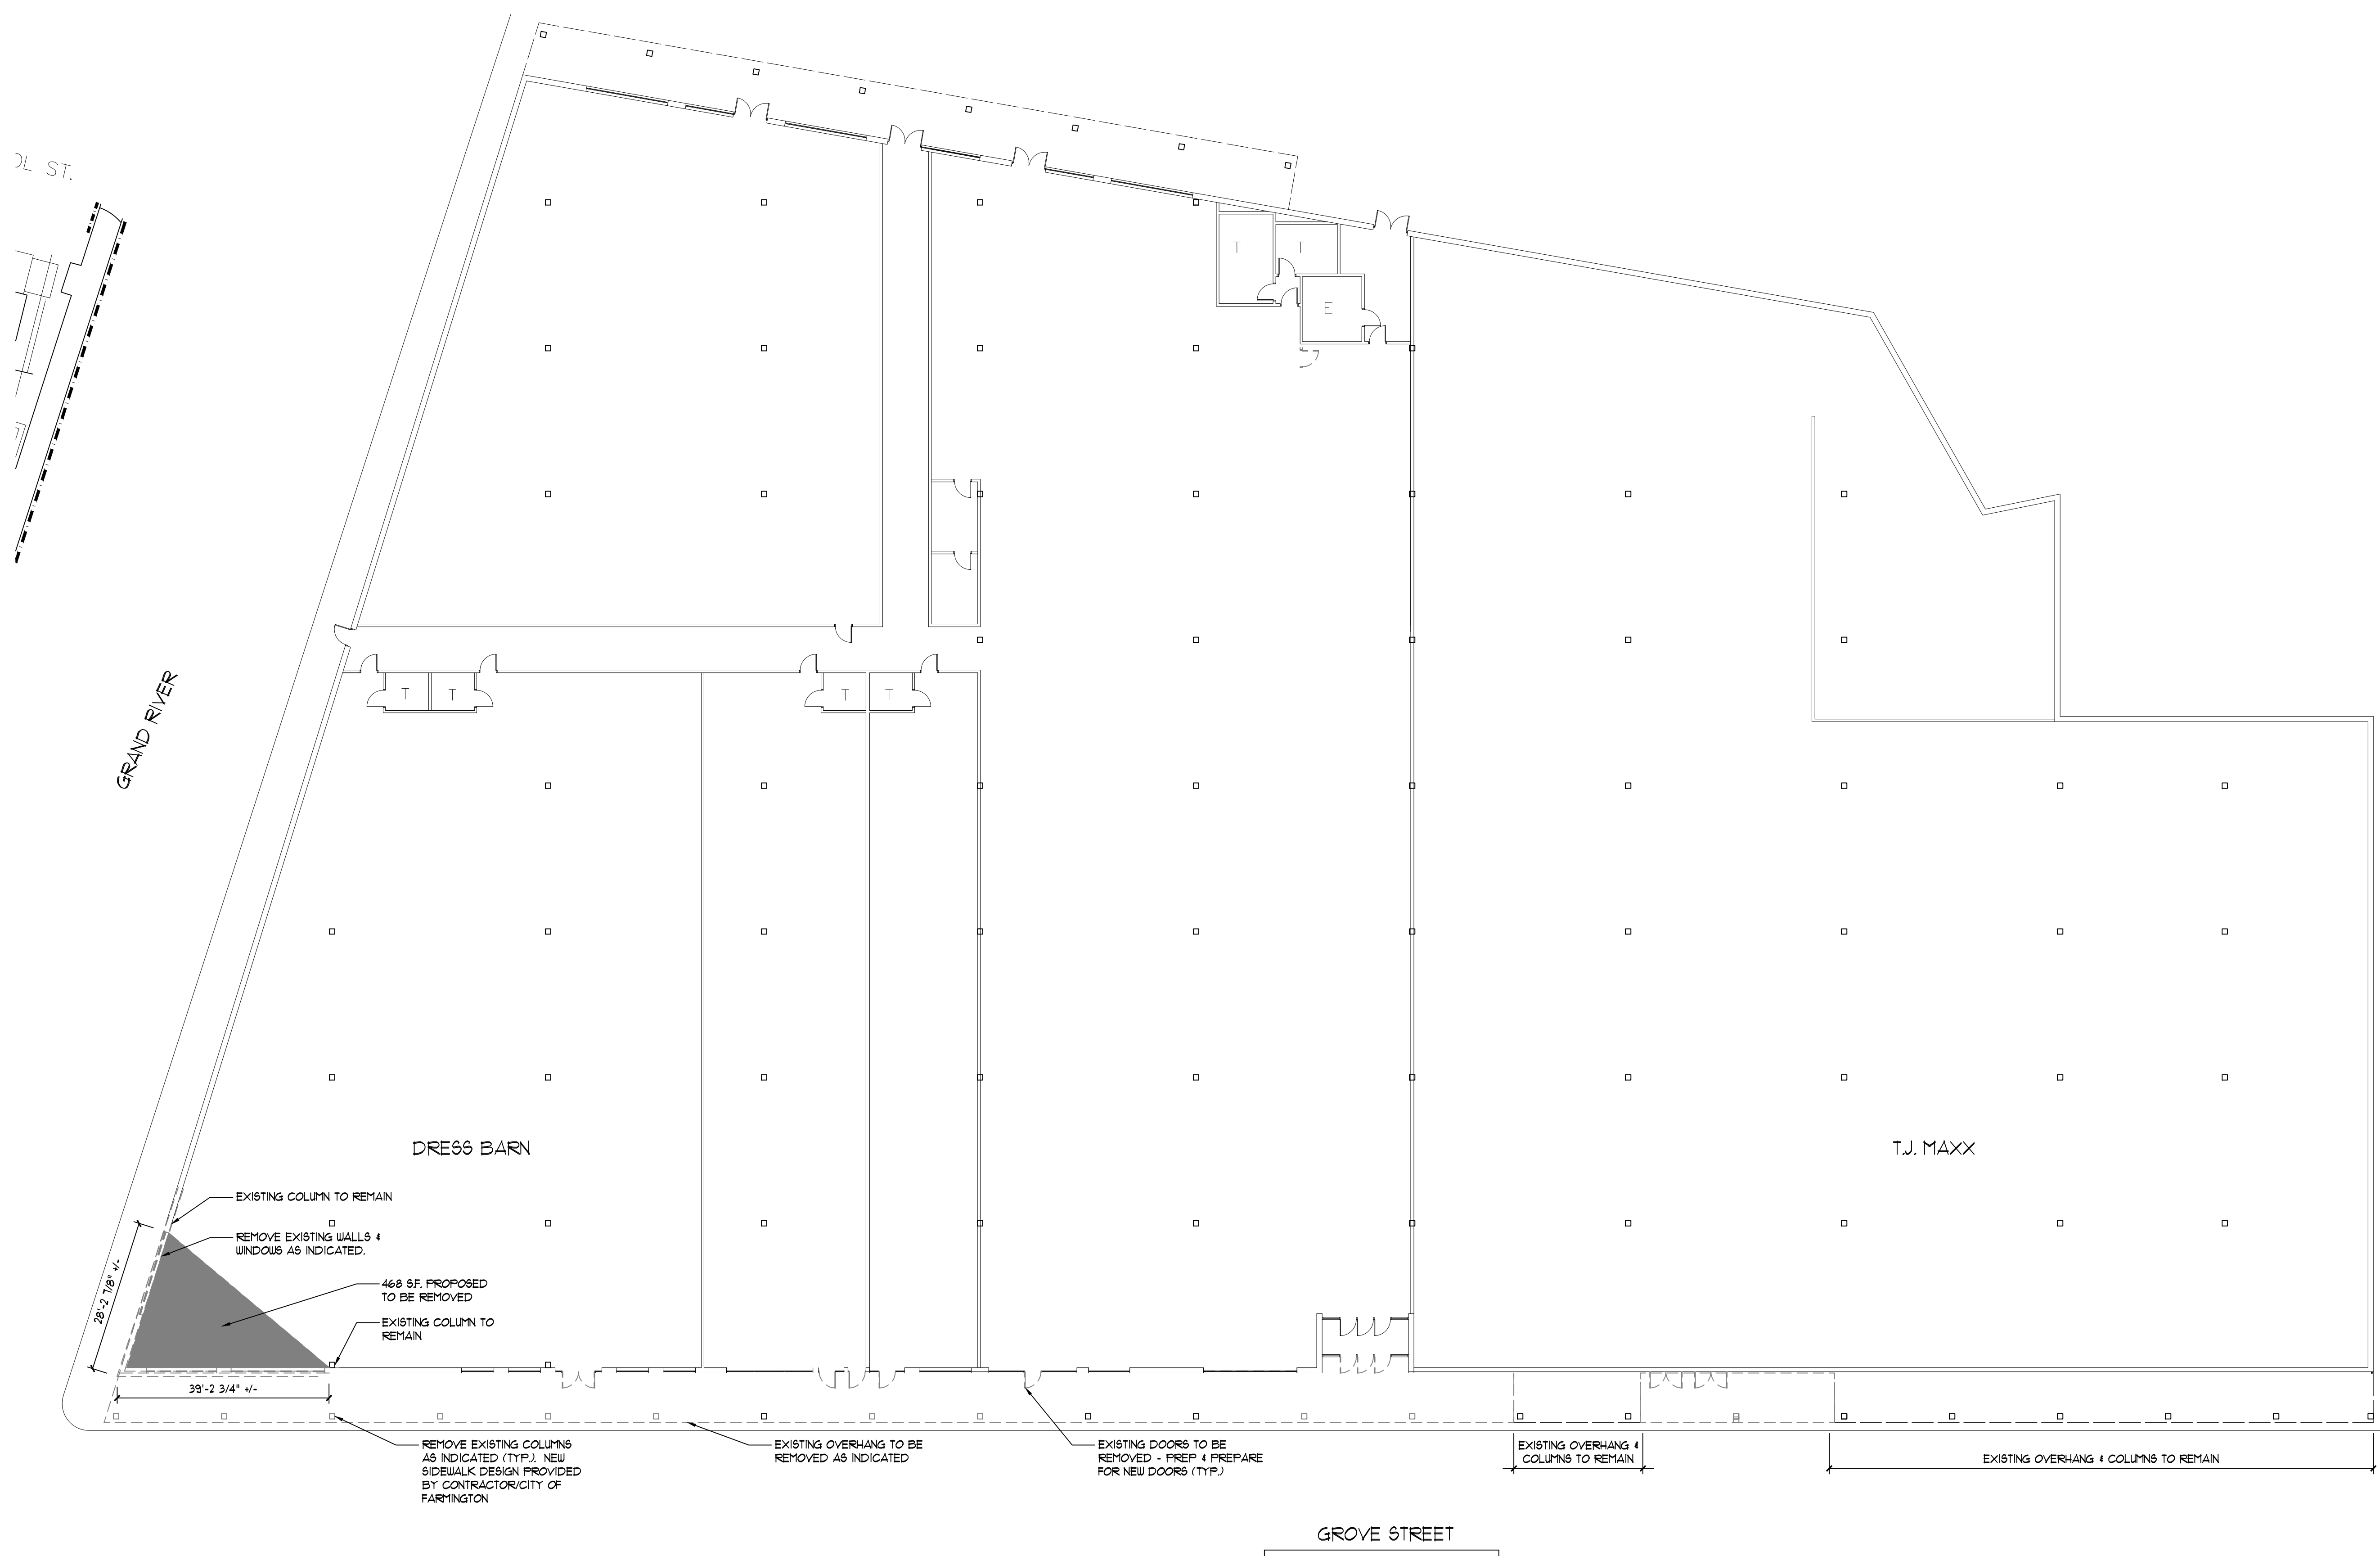 OL ST.
T
T
E
GRAND RIVER
T
T
T
T
DRESS BARN
T.J. MAXX
EXISTING COLUMN TO REMAIN
REMOVE EXISTING WALLS &
WINDOWS AS INDICATED.
28'-2 7/8" +/-
468 S.F. PROPOSED
TO BE REMOVED
EXISTING COLUMN TO
REMAIN
39'-2 3/4" +/-
REMOVE EXISTING COLUMNS
AS INDICATED (TYP.). NEW
SIDEWALK DESIGN PROVIDED
BY CONTRACTOR/CITY OF
FARMINGTON
EXISTING OVERHANG TO BE
REMOVED AS INDICATED
EXISTING DOORS TO BE
REMOVED - PREP & PREPARE
FOR NEW DOORS (TYP.)
EXISTING OVERHANG &
COLUMNS TO REMAIN
EXISTING OVERHANG & COLUMNS TO REMAIN
GROVE STREET